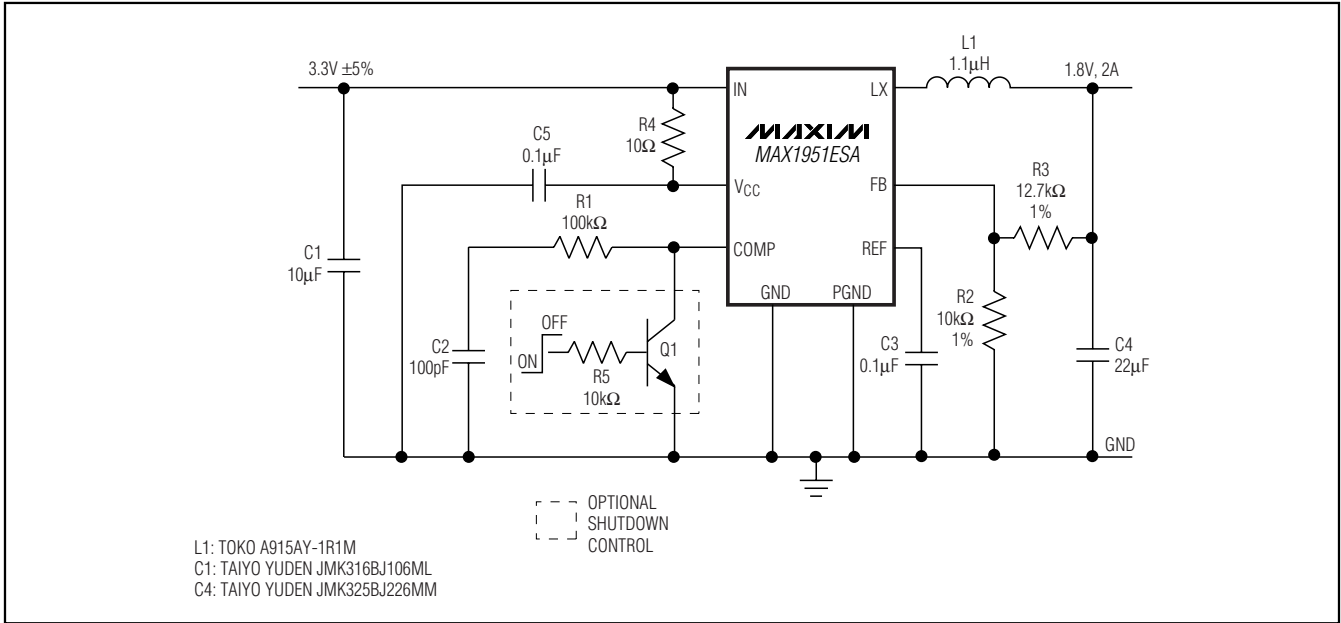 3.3V ±5%
L1
1.1µH
1.8V, 2A
IN
LX
R4
10Ω
MAXIM
MAX1951ESA
C5
0.1µF
VCC
FB
R3
12.7kΩ
1%
R1
100kΩ
COMP
REF
C1
10µF
GND
PGND
R2
10kΩ
1%
OFF
ON
Q1
R5
10kΩ
C2
100pF
C3
0.1µF
C4
22µF
GND
OPTIONAL
SHUTDOWN
CONTROL
L1: TOKO A915AY-1R1M
C1: TAIYO YUDEN JMK316BJ106ML
C4: TAIYO YUDEN JMK325BJ226MM